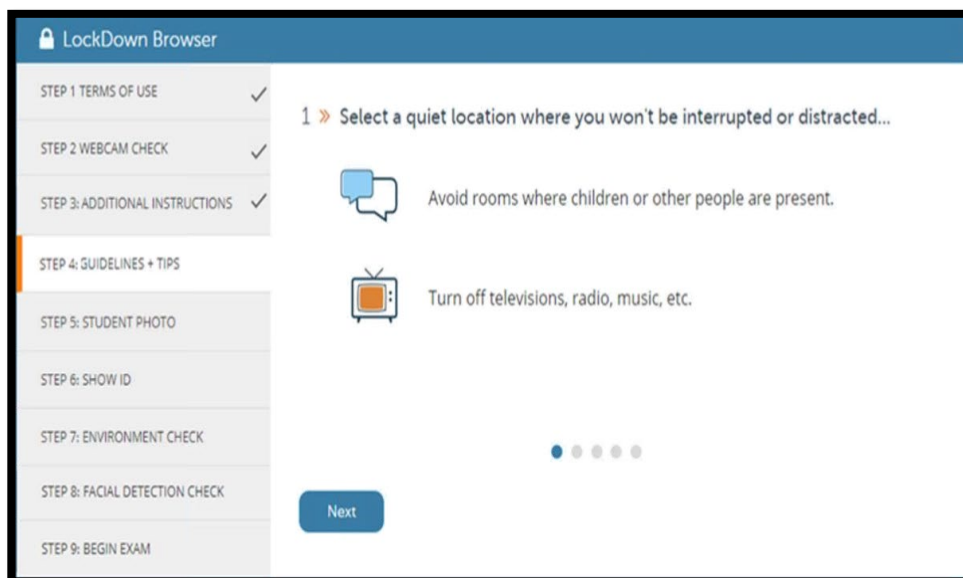 LockDown Browser
STEP 1 TERMS OF USE
STEP 2 WEBCAM CHECK
STEP 3: ADDITIONAL INSTRUCTIONS
STEP 4: GUIDELINES + TIPS
STEP 5: STUDENT PHOTO
STEP 6: SHOW ID
STEP 7: ENVIRONMENT CHECK
STEP 8: FACIAL DETECTION CHECK
STEP 9: BEGIN EXAM
1 » Select a quiet location where you won't be interrupted or distracted...
Avoid rooms where children or other people are present.
Turn off televisions, radio, music, etc.
Next